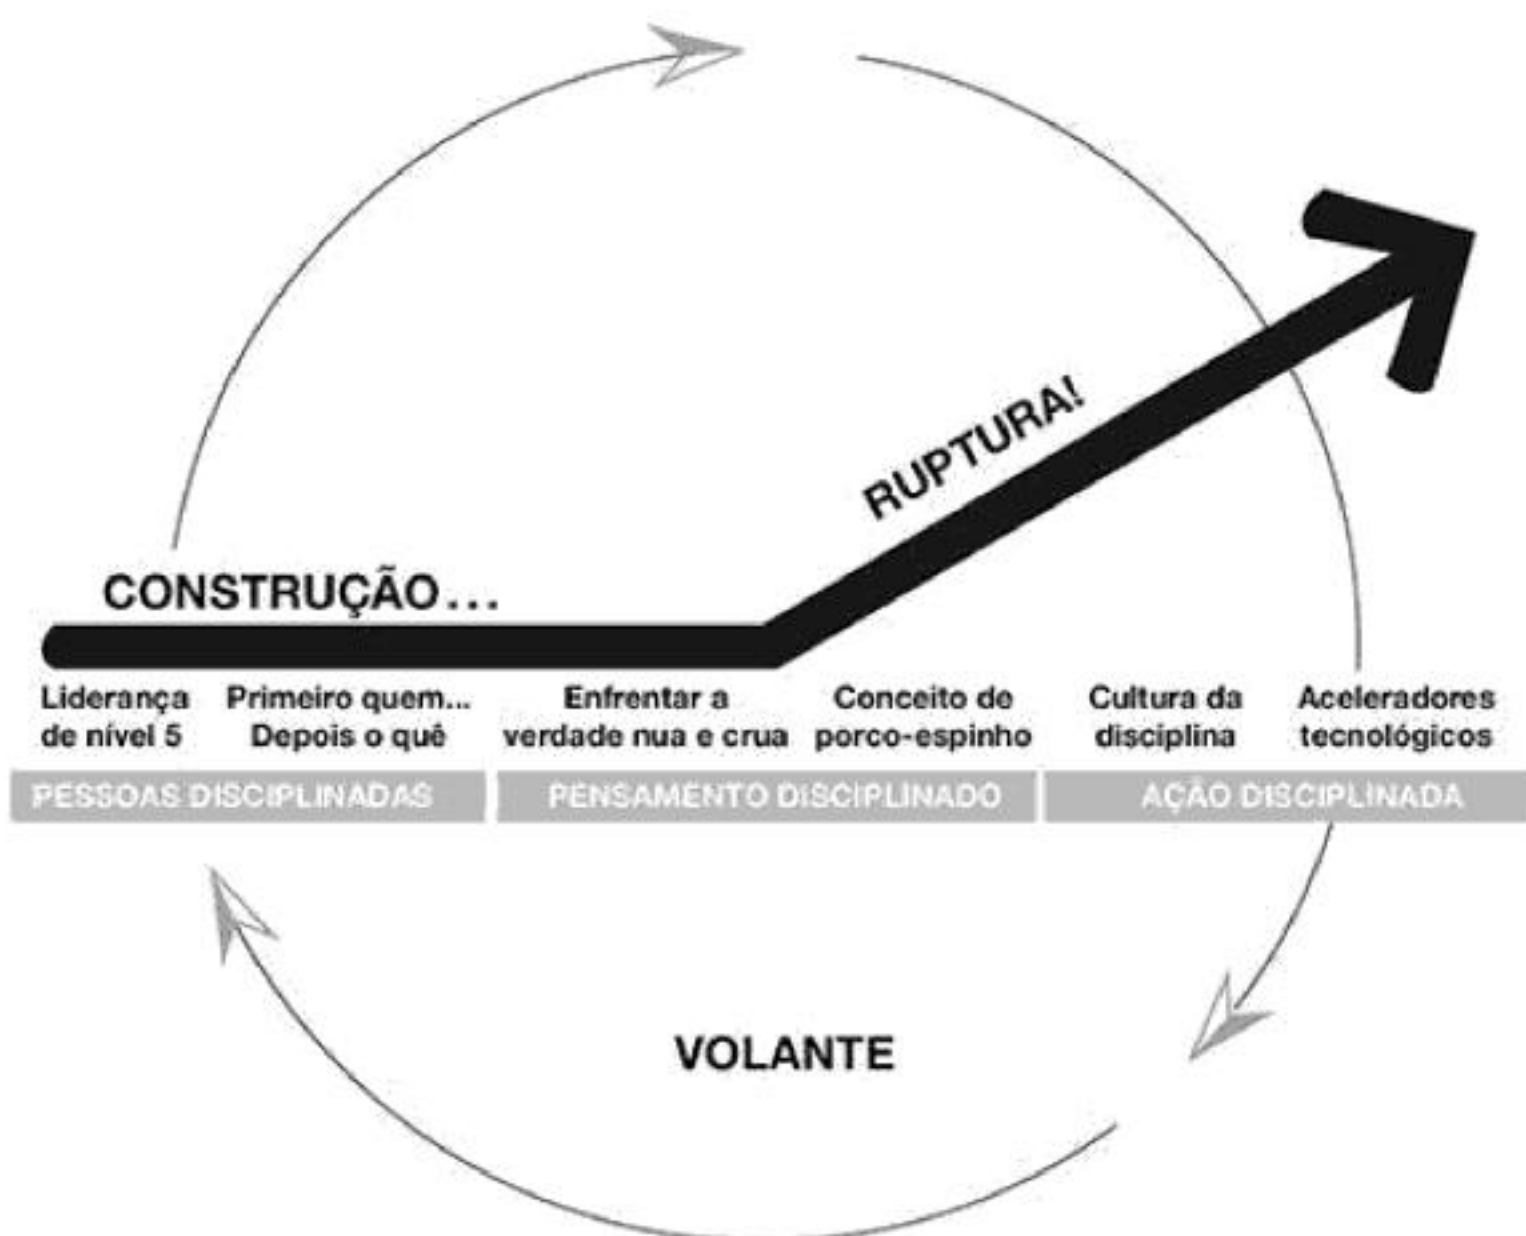 RUPTURA!
CONSTRUÇÃO...
Liderança
de nível 5
Primeiro quem...
Depois o quê
Enfrentar a
verdade nua e crua
Conceito de
porco-espinho
Cultura da
disciplina
Aceleradores
tecnológicos
PESSOAS DISCIPLINADAS
PENSAMENTO DISCIPLINADO
AÇÃO DISCIPLINADA
VOLANTE